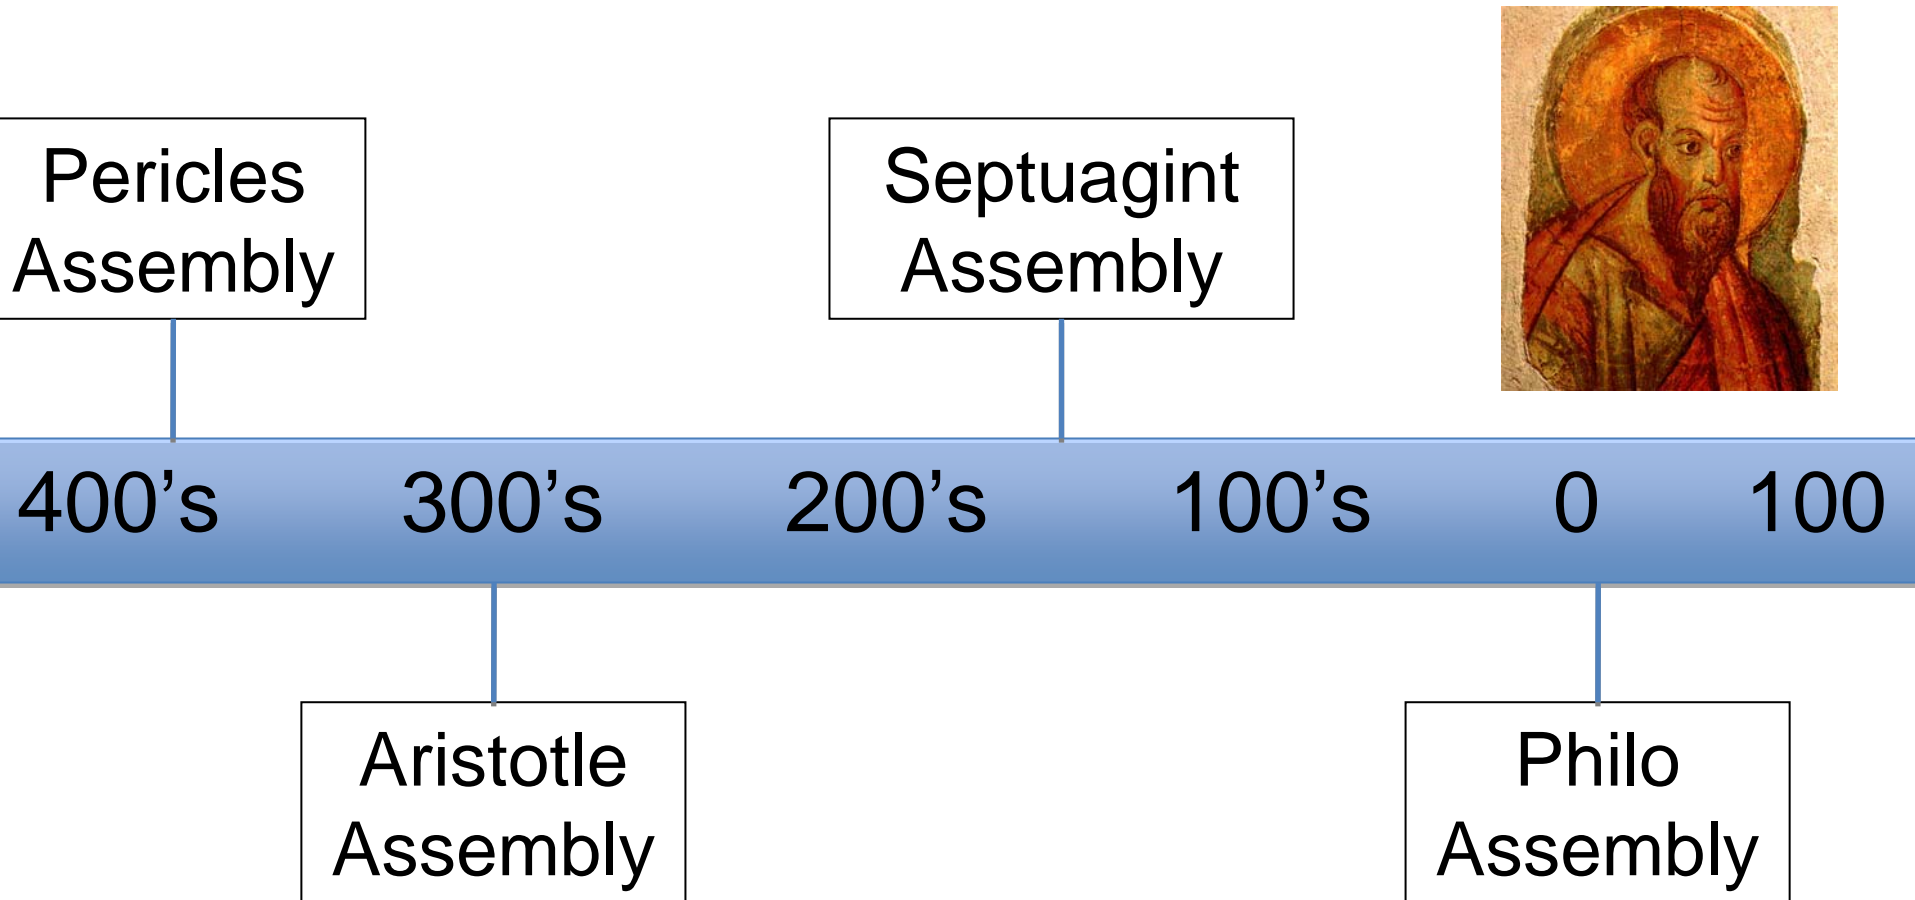 Pericles
Assembly
Septuagint
Assembly
400’s 300’s 200’s 100’s 0 100
Aristotle
Assembly
Philo
Assembly